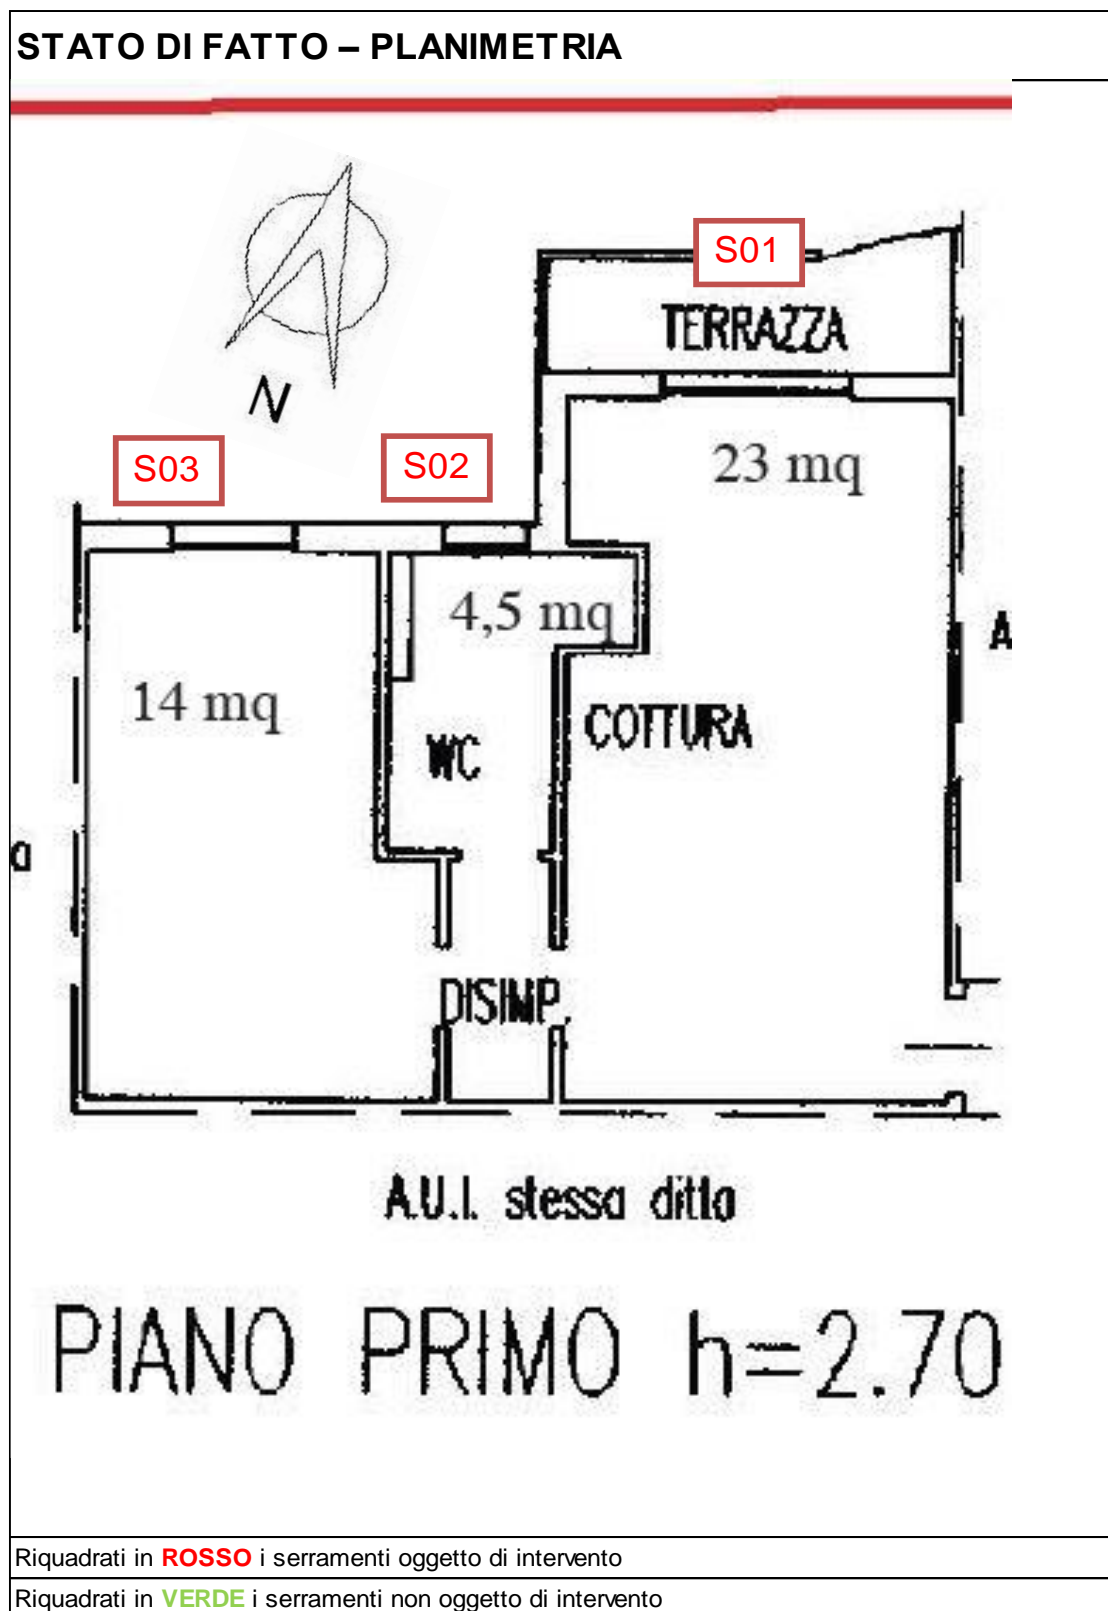 STATO DI FATTO – PLANIMETRIA
S01
TERRAZZA
N
S03
S02
23 mq
4,5 mq
A
14 mq
COTTURA
WC
a
DISIMP.
A.U.I. stessa ditta
PIANO PRIMO h=2.70
Riquadrati in ROSSO i serramenti oggetto di intervento
Riquadrati in VERDE i serramenti non oggetto di intervento